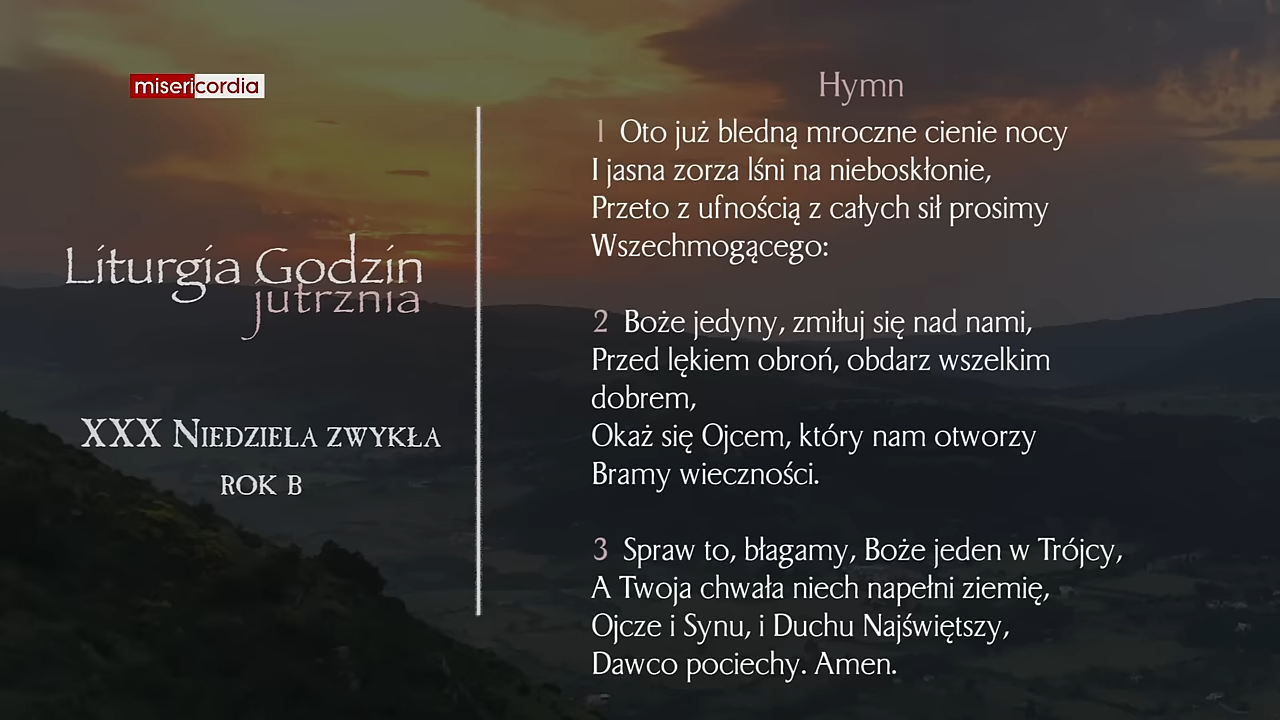 misericordia
Liturgia Godzin
jutrznia
XXX Niedziela zwykła
rok B
Hymn
1 Oto już bledną mroczne cienie nocy
I jasna zorza lśni na nieboskłonie,
Przeto z ufnością z całych sił prosimy
Wszechmogącego:
2 Boże jedyny, zmiłuj się nad nami,
Przed lękiem obroń, obdarz wszelkim
dobrem,
Okaż się Ojcem, który nam otworzy
Bramy wieczności.
3 Spraw to, błagamy, Boże jeden w Trójcy,
A Twoja chwała niech napełni ziemię,
Ojcze i Synu, i Duchu Najświętszy,
Dawco pociechy. Amen.